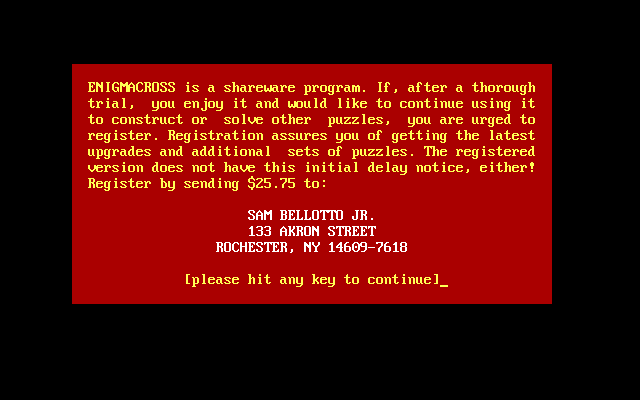 ENIGMACROSS is a shareware program. If, after a thorough
trial,  you enjoy it and would like to continue using it
to construct or  solve other  puzzles,  you are urged to
register. Registration assures you of getting the latest
upgrades and additional  sets of puzzles. The registered
version does not have this initial delay notice, either!
Register by sending $25.75 to:
SAM BELLOTTO JR.
133 AKRON STREET
ROCHESTER, NY 14609-7618
[please hit any key to continue]_